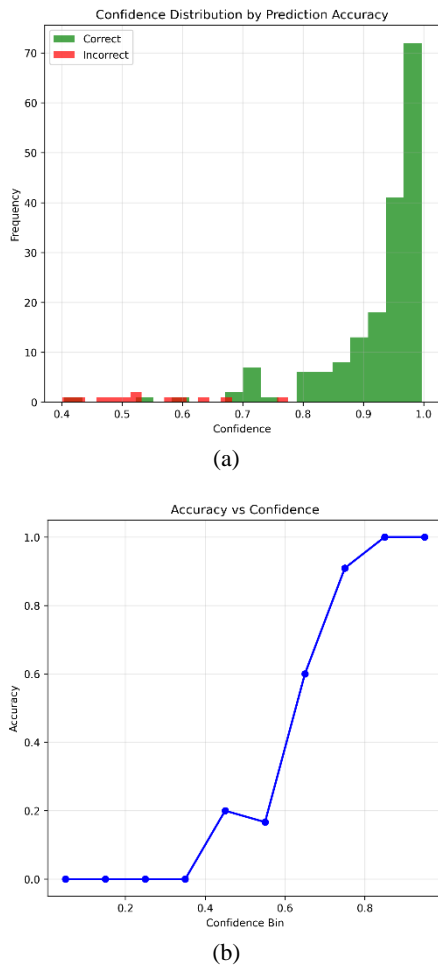 Confidence Distribution by Prediction Accuracy
Correct
Incorrect
70
60
50
40
30
20
10
0
Frequency
0.4 0.5 0.6 0.7 0.8 0.9 1.0
Confidence
(a)
Accuracy vs Confidence
1.0
0.8
0.6
0.4
0.2
0.0
Accuracy
0.2 0.4 0.6 0.8
Confidence Bin
(b)